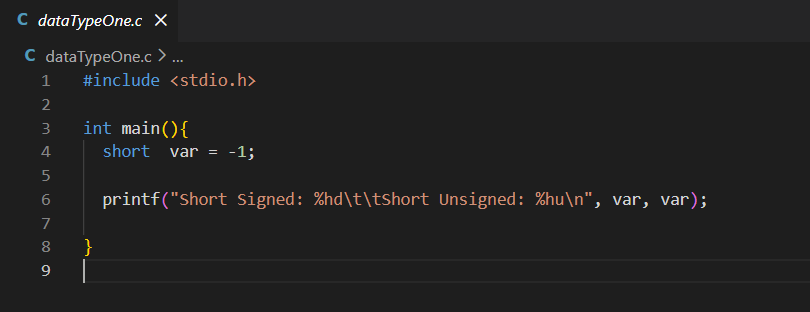 C dataTypeOne.c ×
C dataTypeOne.c > ...
1 #include <stdio.h>
2
3 int main(){
4   short  var = -1;
5
6   printf("Short Signed: %hd\t\tShort Unsigned: %hu\n", var, var);
7
8 }
9